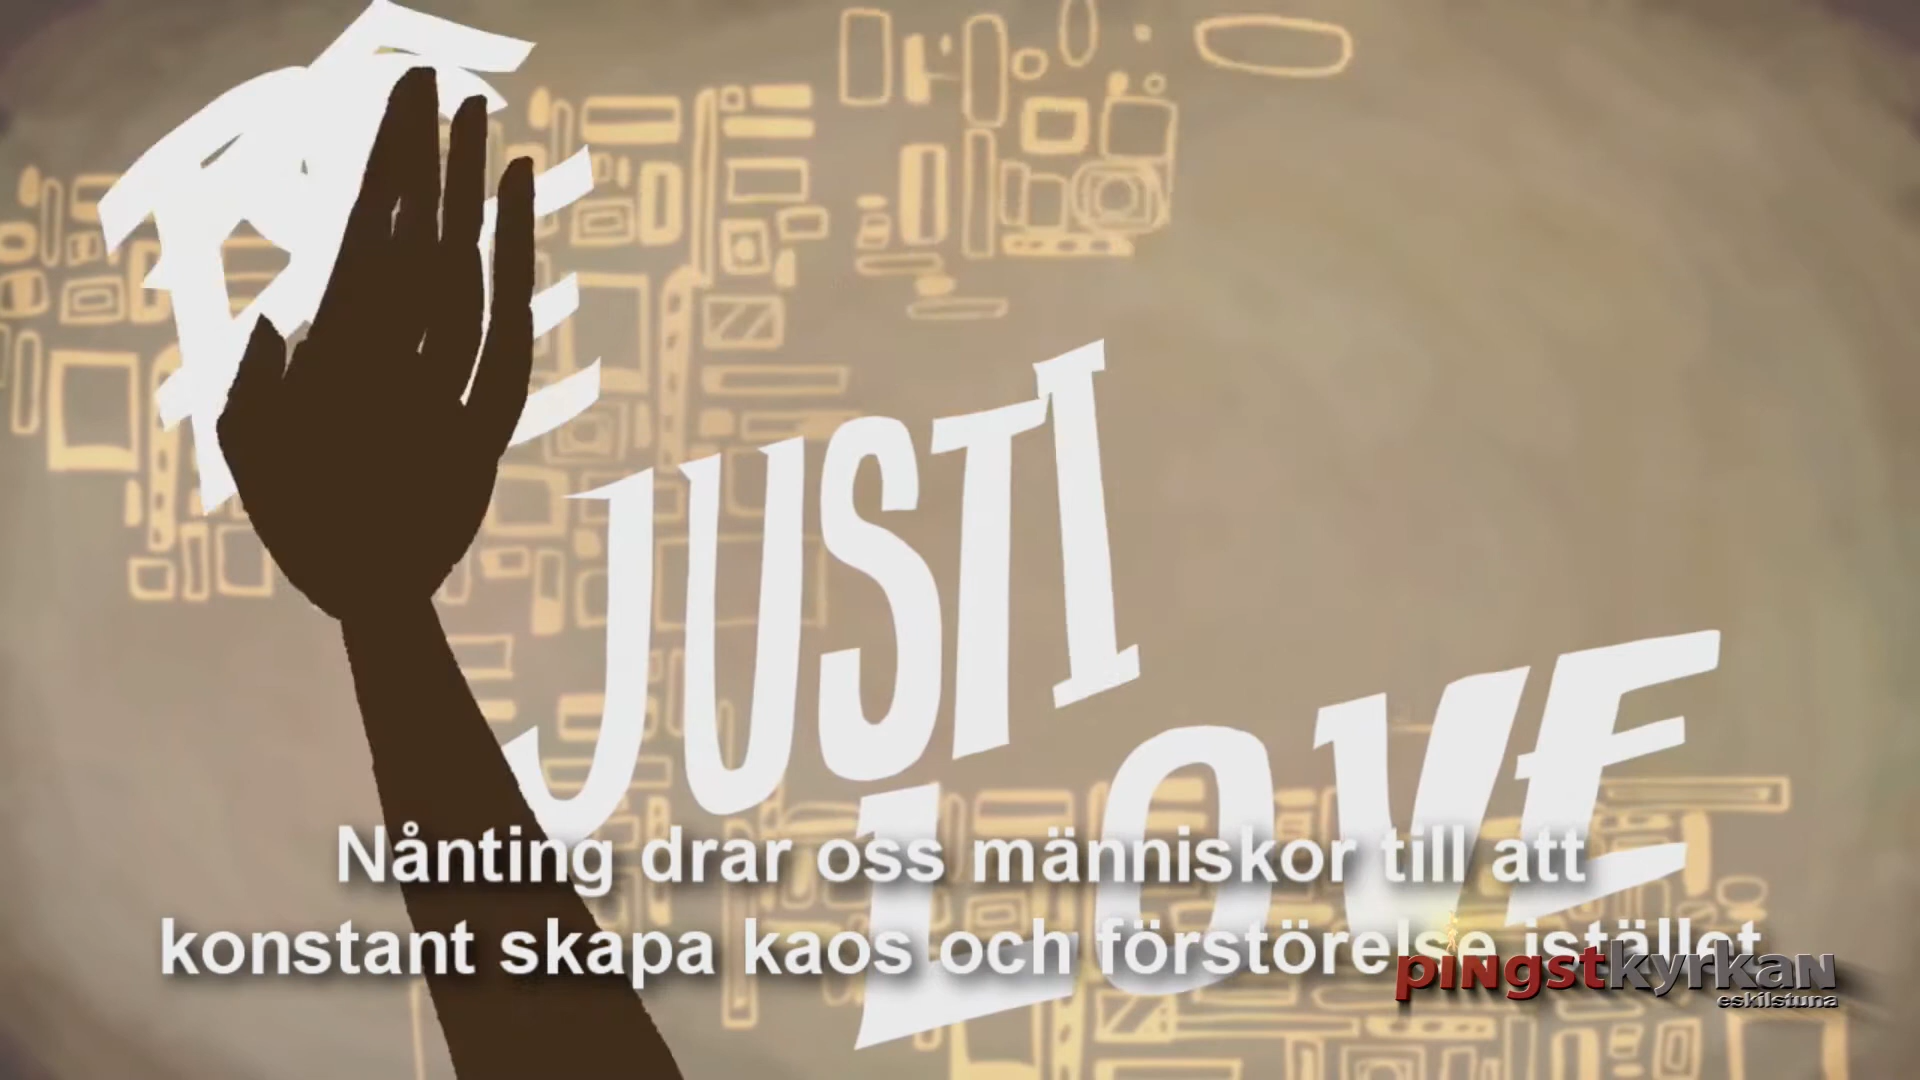 JUSTI
LOVE
Nånting drar oss människor till att
konstant skapa kaos och förstörelse istället
pingstkyrkan
eskilstuna